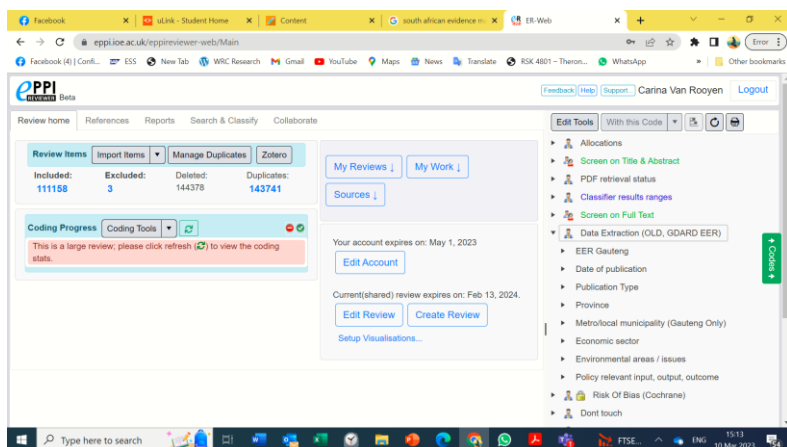 Facebook
uLink - Student Home
Content
south african evidence m
ER-Web
eppi.ioe.ac.uk/eppireviewer-web/Main
Error
Facebook (4) | Confi...
ESS
New Tab
WRC Research
Gmail
YouTube
Maps
News
Translate
RSK 4801 - Theron...
WhatsApp
»
Other bookmarks
EPPI
REVIEWER Beta
Feedback
Help
Support...
Carina Van Rooyen
Logout
Review home
References
Reports
Search & Classify
Collaborate
Edit Tools
With this Code
Review Items
Import Items
Manage Duplicates
Zotero
Included:
Excluded:
Deleted:
Duplicates:
111158
3
144378
143741
Coding Progress
Coding Tools
This is a large review; please click refresh () to view the coding
stats.
My Reviews ↓
My Work ↓
Sources ↓
Your account expires on: May 1, 2023
Edit Account
Current(shared) review expires on: Feb 13, 2024.
Edit Review
Create Review
Setup Visualisations...
Allocations
Screen on Title & Abstract
PDF retrieval status
Classifier results ranges
Screen on Full Text
Data Extraction (OLD, GDARD EER)
EER Gauteng
Date of publication
Publication Type
Province
Metro/local municipality (Gauteng Only)
Economic sector
Environmental areas / issues
Policy relevant input, output, outcome
Risk Of Bias (Cochrane)
Dont touch
Codes
Type here to search
FTSE...
ENG
15:13
10 Mar 2023
54